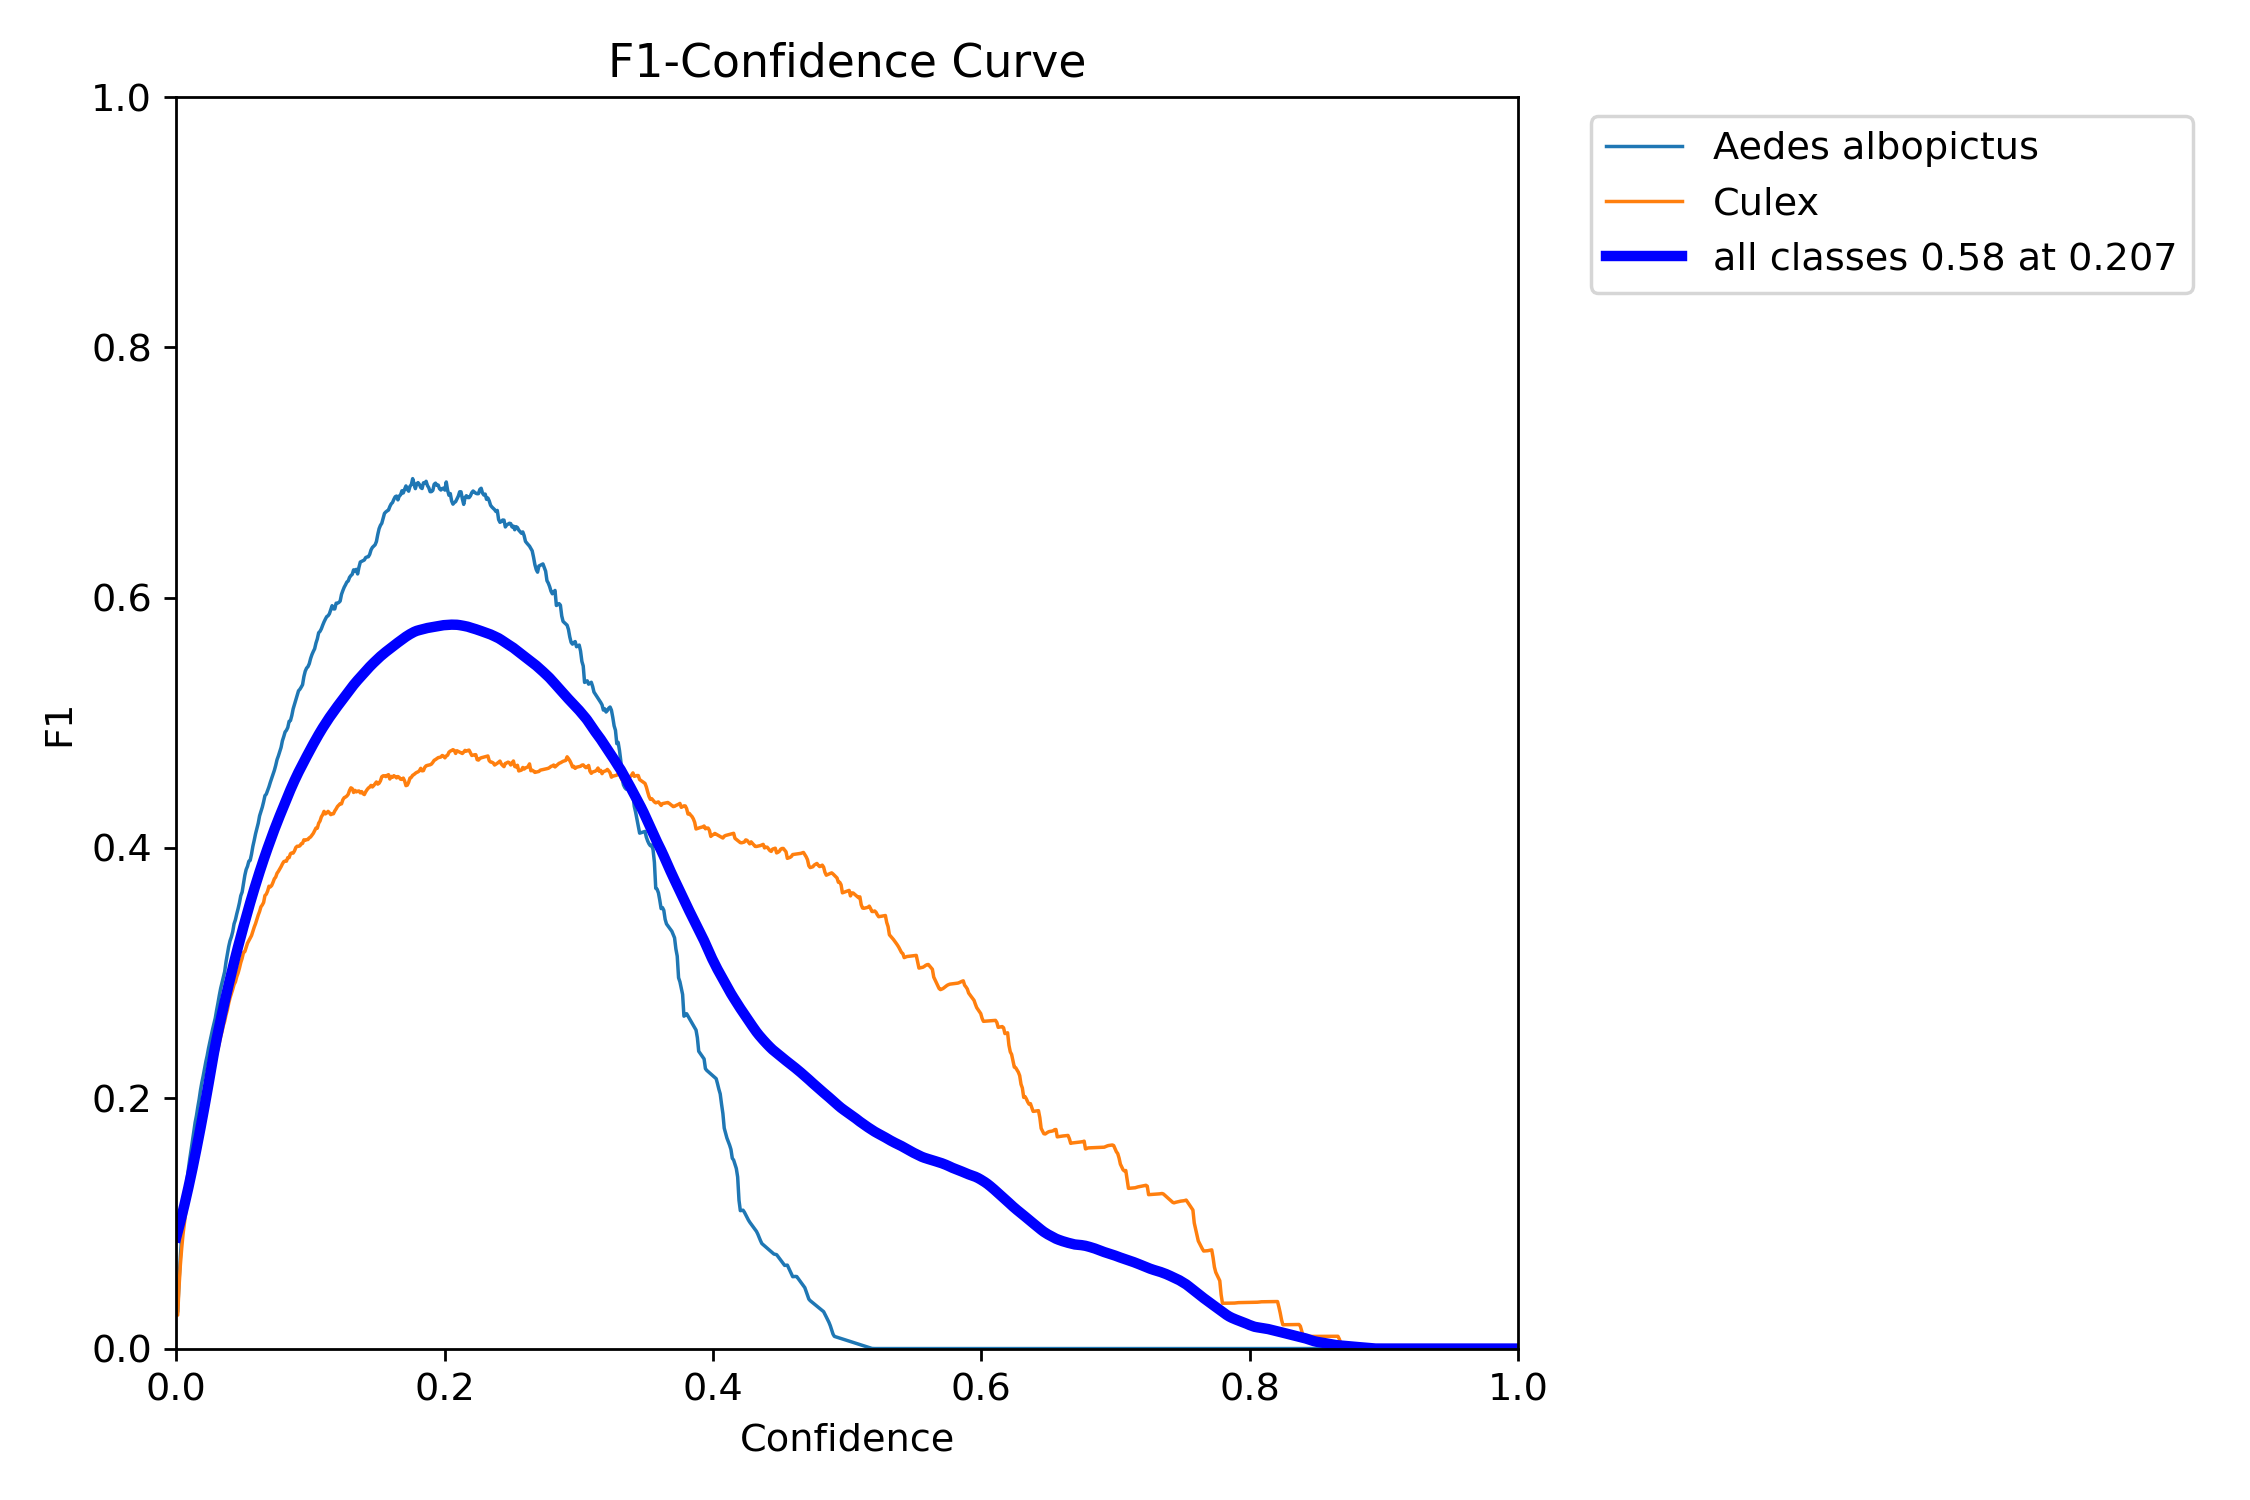 F1-Confidence Curve
1.0
0.8
0.6
0.4
0.2
0.0
F1
0.0 0.2 0.4 0.6 0.8 1.0
Confidence
Aedes albopictus
Culex
all classes 0.58 at 0.207